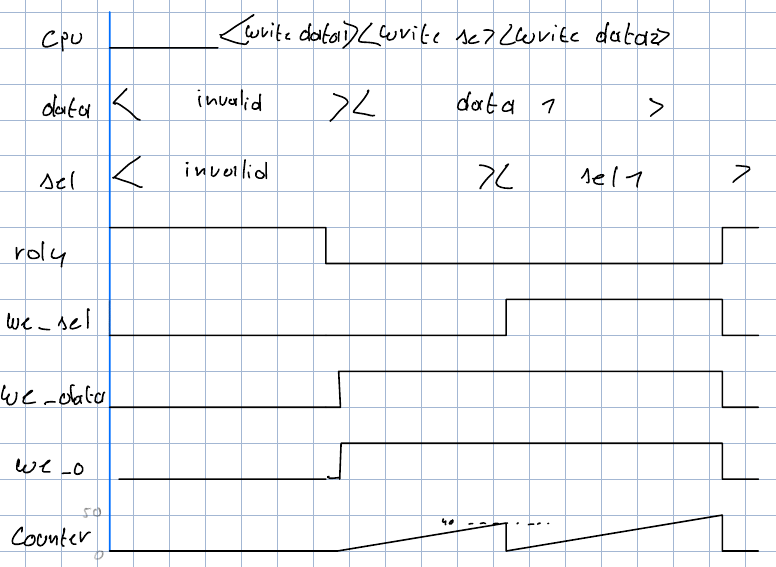 cpu <write data1><write sel><write data2>
data < invalid >< data 1 >
sel < invalid >< sel 1 >
rdy
we_sel
we_data
we_o
50
40
Counter
0